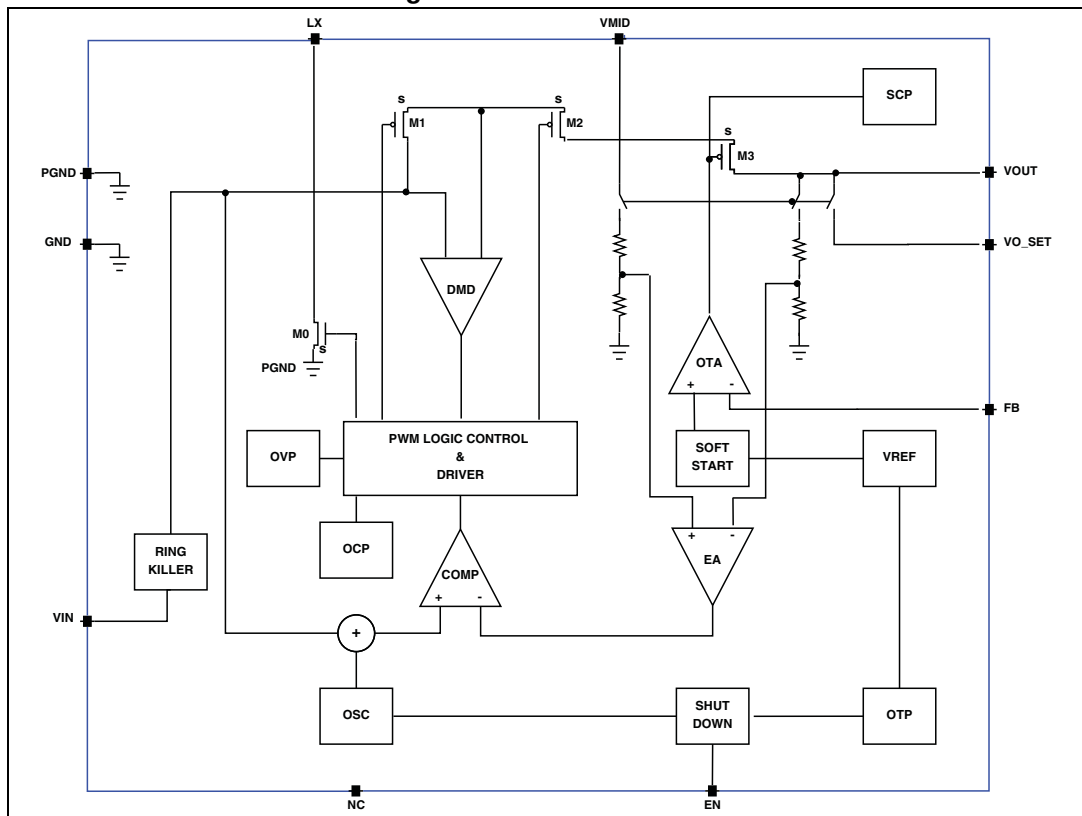 g
LX
VMID
S
S
SCP
M1
M2
S
M3
PGND
VOUT
GND
VO_SET
DMD
M0
S
PGND
OTA
+ -
FB
OVP
PWM LOGIC CONTROL
&
DRIVER
SOFT
START
VREF
OCP
RING
KILLER
COMP
+ -
+ -
EA
VIN
+
OSC
SHUT
DOWN
OTP
NC
EN